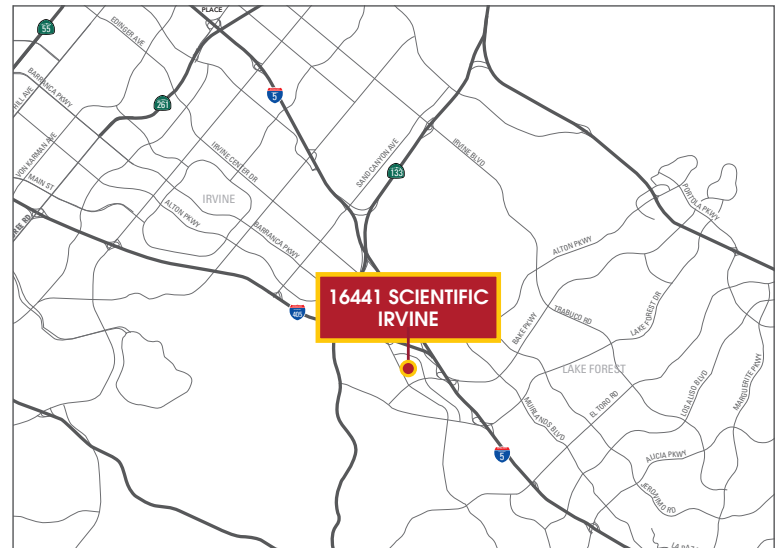 PLACE
55
EDINGER AVE
BARRANCA PKWY
261
5
VON KARMAN AVE
MAIN ST
IRVINE CENTER DR
SAND CANYON AVE
IRVINE BLVD
133
IRVINE
ALTON PKWY
BARRANCA PKWY
PORTOLA PKWY
ALTON PKWY
405
16441 SCIENTIFIC
IRVINE
BAKE PKWY
TRABUCO RD
LAKE FOREST DR
LAKE FOREST
MUIRLANDS BLVD
EL TORO RD
LOS ALISO BLVD
MARGUERITE PKWY
5
ALICIA PKWY
JERONIMO RD